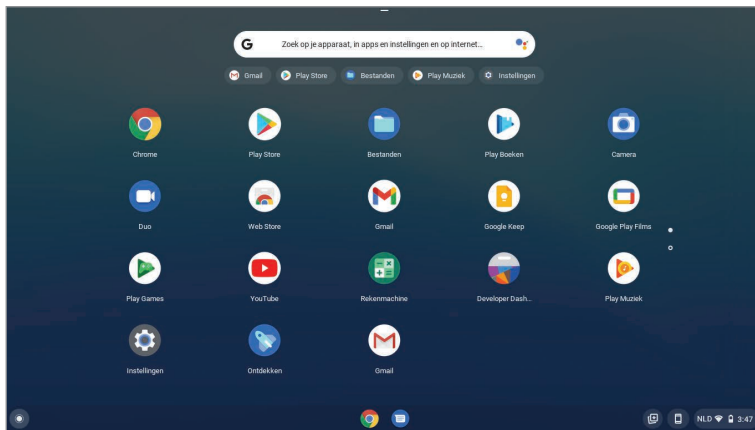 Zoek op je apparaat, in apps en instellingen en op internet...
Gmail Play Store Bestanden Play Muziek Instellingen
Chrome Play Store Bestanden Play Boeken Camera
Duo Web Store Gmail Google Keep Google Play Films
Play Games YouTube Rekenmachine Developer Dash... Play Muziek
Instellingen Ontdekken Gmail
NLD 3:47